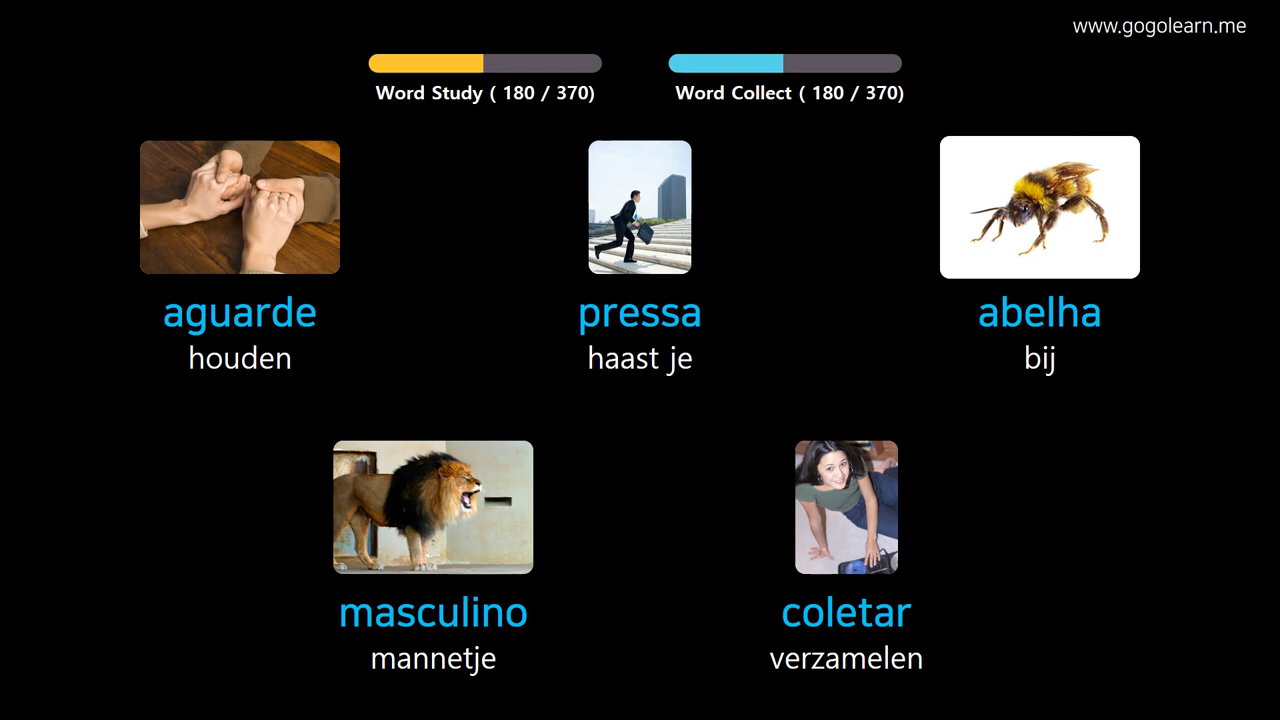 www.gogolearn.me
Word Study ( 180 / 370)
Word Collect ( 180 / 370)
aguarde
houden
pressa
haast je
abelha
bij
masculino
mannetje
coletar
verzamelen